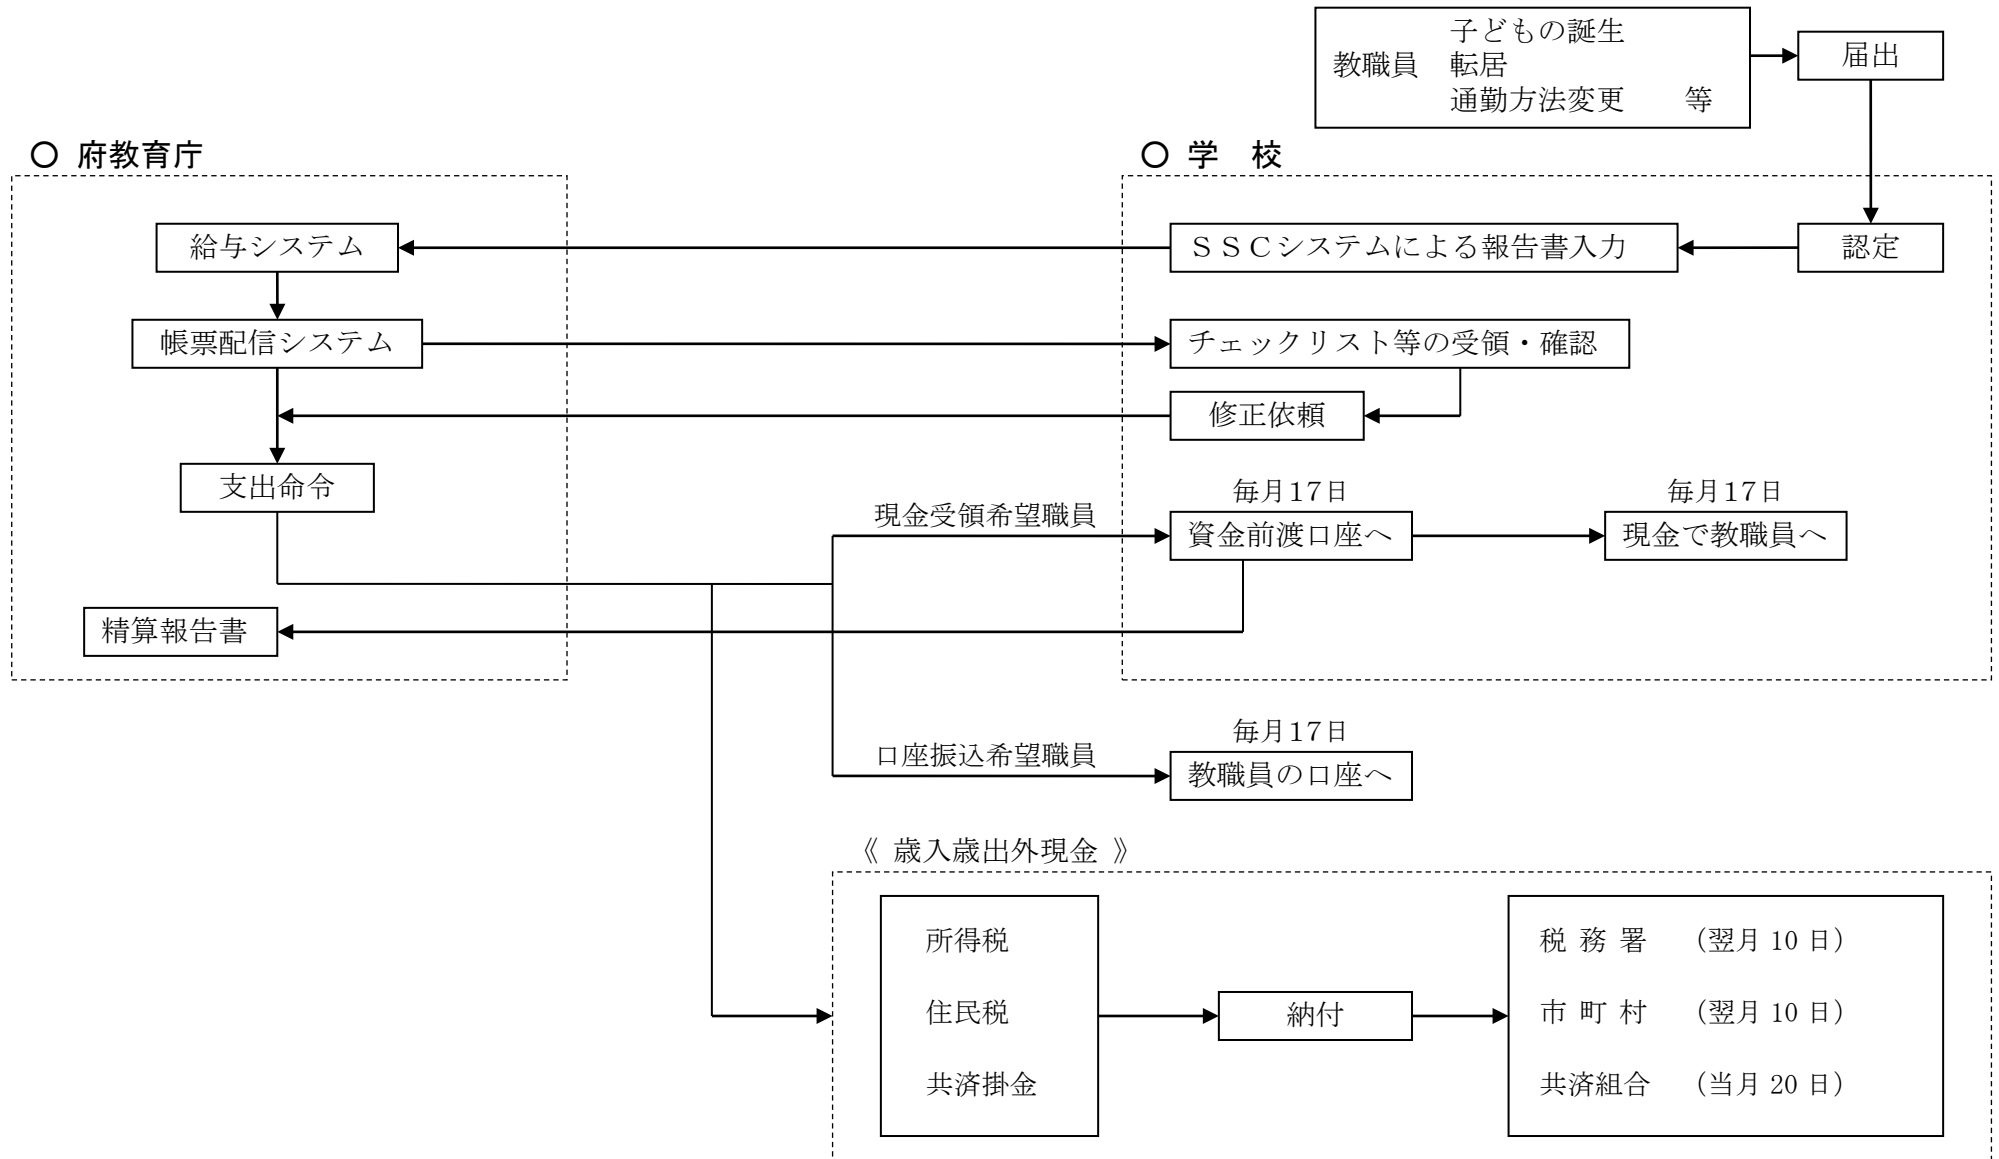 子どもの誕生
教職員 転居
通勤方法変更 等
届出
○ 府教育庁
○ 学 校
給与システム
SSCシステムによる報告書入力
認定
帳票配信システム
チェックリスト等の受領・確認
修正依頼
支出命令
毎月17日
毎月17日
現金受領希望職員
資金前渡口座へ
現金で教職員へ
精算報告書
毎月17日
口座振込希望職員
教職員の口座へ
《 歳入歳出外現金 》
所得税
税 務 署 (翌月 10 日)
住民税
納付
市 町 村 (翌月 10 日)
共済掛金
共済組合 (当月 20 日)